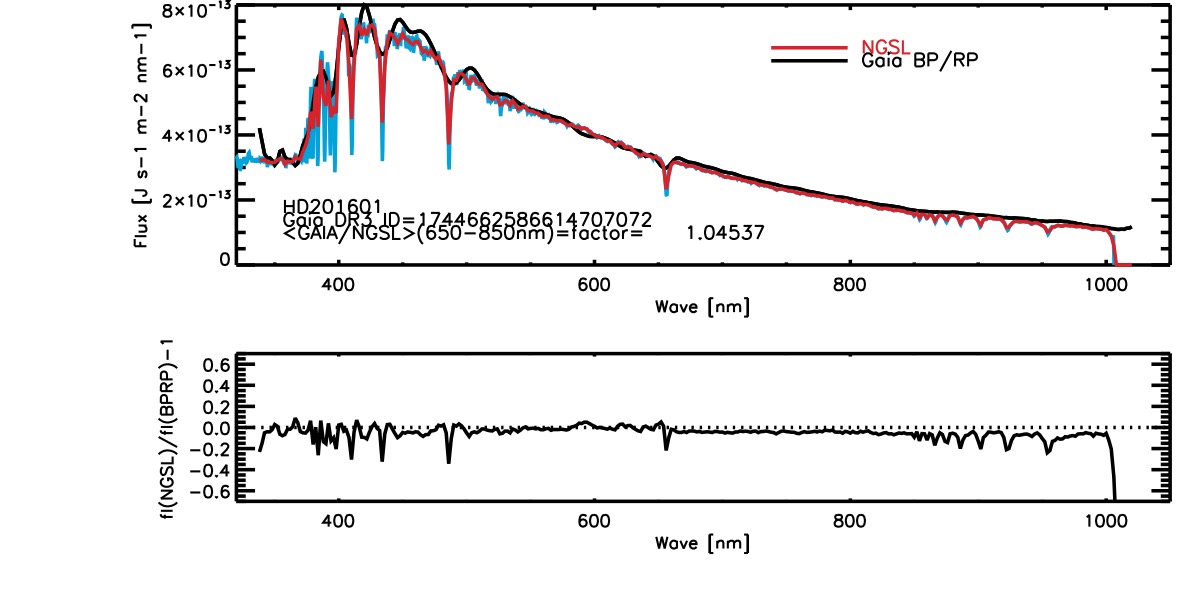 8×10−13
6×10−13
4×10−13
2×10−13
0
Flux [J s−1 m−2 nm−1]
NGSL
Gaia BP/RP
HD201601
Gaia DR3 ID=1744662586614707072
<GAIA/NGSL>(650−850nm)=factor= 1.04537
400 600 800 1000
Wave [nm]
fl(NGSL)/fl(BPRP)−1
0.6
0.4
0.2
0.0
−0.2
−0.4
−0.6
400 600 800 1000
Wave [nm]